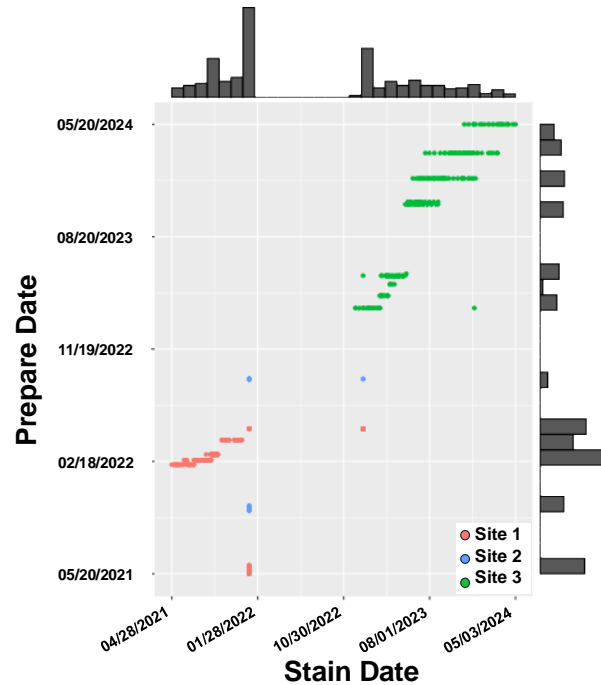 05/20/2024
08/20/2023
11/19/2022
02/18/2022
05/20/2021
Prepare Date
Site 1
Site 2
Site 3
04/28/2021
01/28/2022
10/30/2022
08/01/2023
05/03/2024
Stain Date